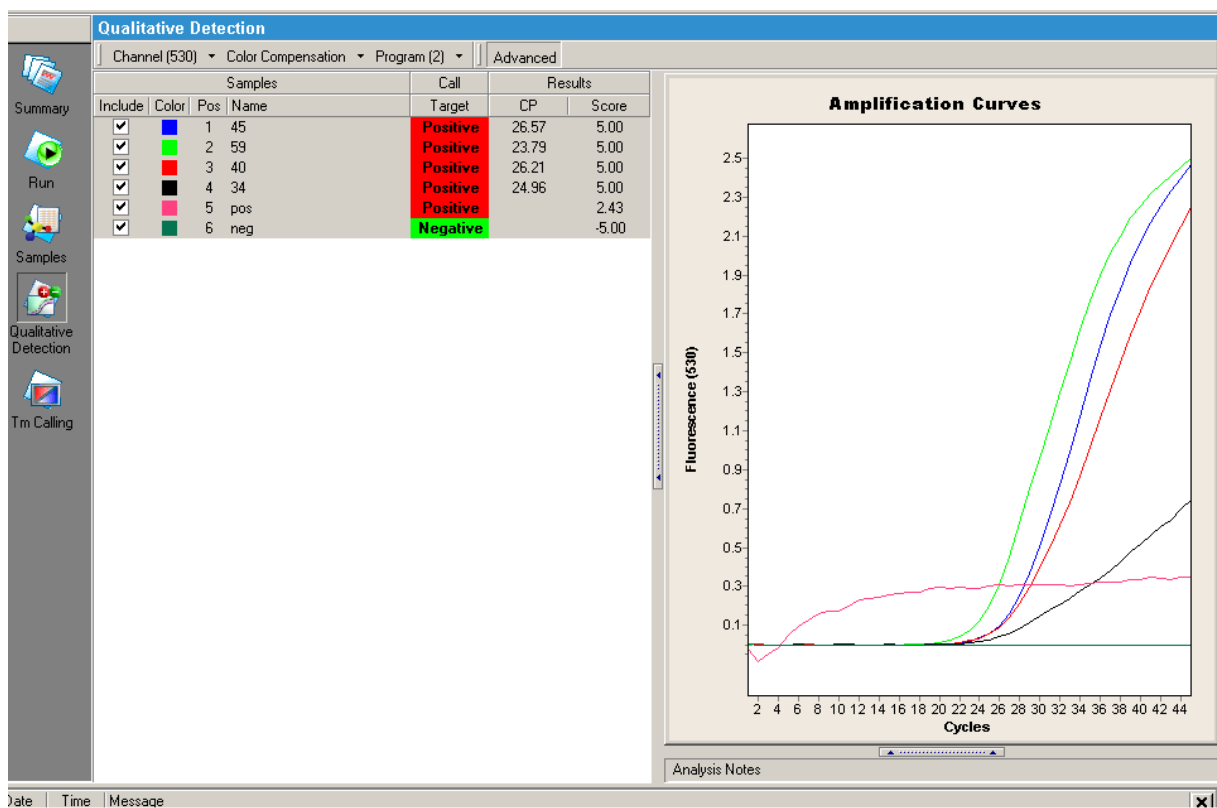 Qualitative Detection
Channel (530) Color Compensation Program (2) Advanced
Samples Call Results
Include Color Pos Name Target CP Score
1 45 Positive 26.57 5.00
2 59 Positive 23.79 5.00
3 40 Positive 26.21 5.00
4 34 Positive 24.96 5.00
5 pos Positive 2.43
6 neg Negative -5.00
Summary
Run
Samples
Qualitative
Detection
Tm Calling
Amplification Curves
Fluorescence (530)
2.5
2.3
2.1
1.9
1.7
1.5
1.3
1.1
0.9
0.7
0.5
0.3
0.1
2 4 6 8 10 12 14 16 18 20 22 24 26 28 30 32 34 36 38 40 42 44
Cycles
Analysis Notes
Date Time Message